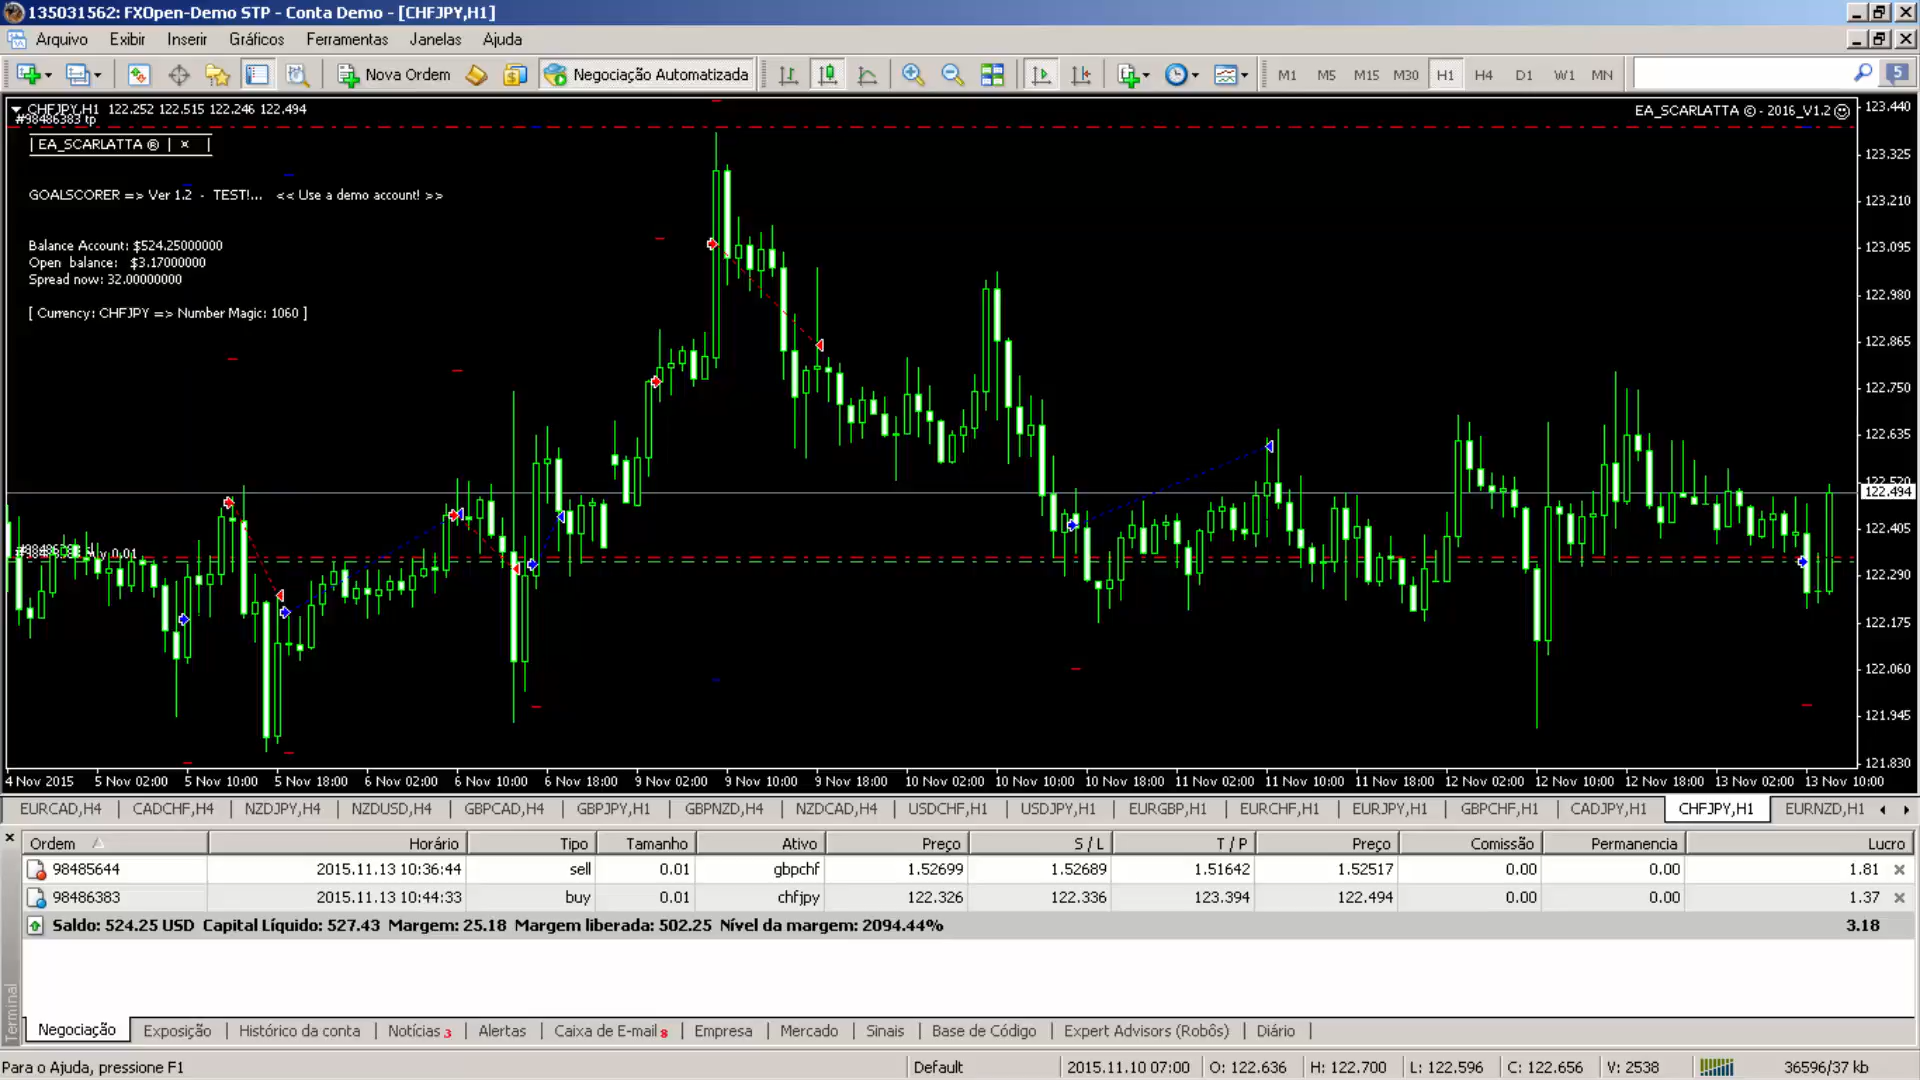 135031562: FXOpen-Demo STP - Conta Demo - [CHFJPY,H1]
Arquivo Exibir Inserir Gráficos Ferramentas Janelas Ajuda
Nova Ordem Negociação Automatizada M1 M5 M15 M30 H1 H4 D1 W1 MN 5
CHFJPY,H1 122.252 122.515 122.246 122.494
EA_SCARLATTA © - 2016_V1.2
#98486383 tp
| EA_SCARLATTA ® | × |
GOALSCORER => Ver 1.2 - TEST!... << Use a demo account! >>
Balance Account: $524.25000000
Open balance: $3.17000000
Spread now: 32.00000000
[ Currency: CHFJPY => Number Magic: 1060 ]
123.440
123.325
123.210
123.095
122.980
122.865
122.750
122.635
122.520
122.494
122.405
122.290
122.175
122.060
121.945
121.830
4 Nov 2015 5 Nov 02:00 5 Nov 10:00 5 Nov 18:00 6 Nov 02:00 6 Nov 10:00 6 Nov 18:00 9 Nov 02:00 9 Nov 10:00 9 Nov 18:00 10 Nov 02:00 10 Nov 10:00 10 Nov 18:00 11 Nov 02:00 11 Nov 10:00 11 Nov 18:00 12 Nov 02:00 12 Nov 10:00 12 Nov 18:00 13 Nov 02:00 13 Nov 10:00
EURCAD,H4 CADCHF,H4 NZDJPY,H4 NZDUSD,H4 GBPCAD,H4 GBPJPY,H1 GBPNZD,H4 NZDCAD,H4 USDCHF,H1 USDJPY,H1 EURGBP,H1 EURCHF,H1 EURJPY,H1 GBPCHF,H1 CADJPY,H1 CHFJPY,H1 EURNZD,H1
Ordem Horário Tipo Tamanho Ativo Preço S / L T / P Preço Comissão Permanencia Lucro
98485644 2015.11.13 10:36:44 sell 0.01 gbpchf 1.52699 1.52689 1.51642 1.52517 0.00 0.00 1.81
98486383 2015.11.13 10:44:33 buy 0.01 chfjpy 122.326 122.336 123.394 122.494 0.00 0.00 1.37
Saldo: 524.25 USD Capital Líquido: 527.43 Margem: 25.18 Margem liberada: 502.25 Nível da margem: 2094.44% 3.18
Terminal
Negociação Exposição Histórico da conta Notícias 3 Alertas Caixa de E-mail 8 Empresa Mercado Sinais Base de Código Expert Advisors (Robôs) Diário
Para o Ajuda, pressione F1 Default 2015.11.10 07:00 O: 122.636 H: 122.700 L: 122.596 C: 122.656 V: 2538 36596/37 kb